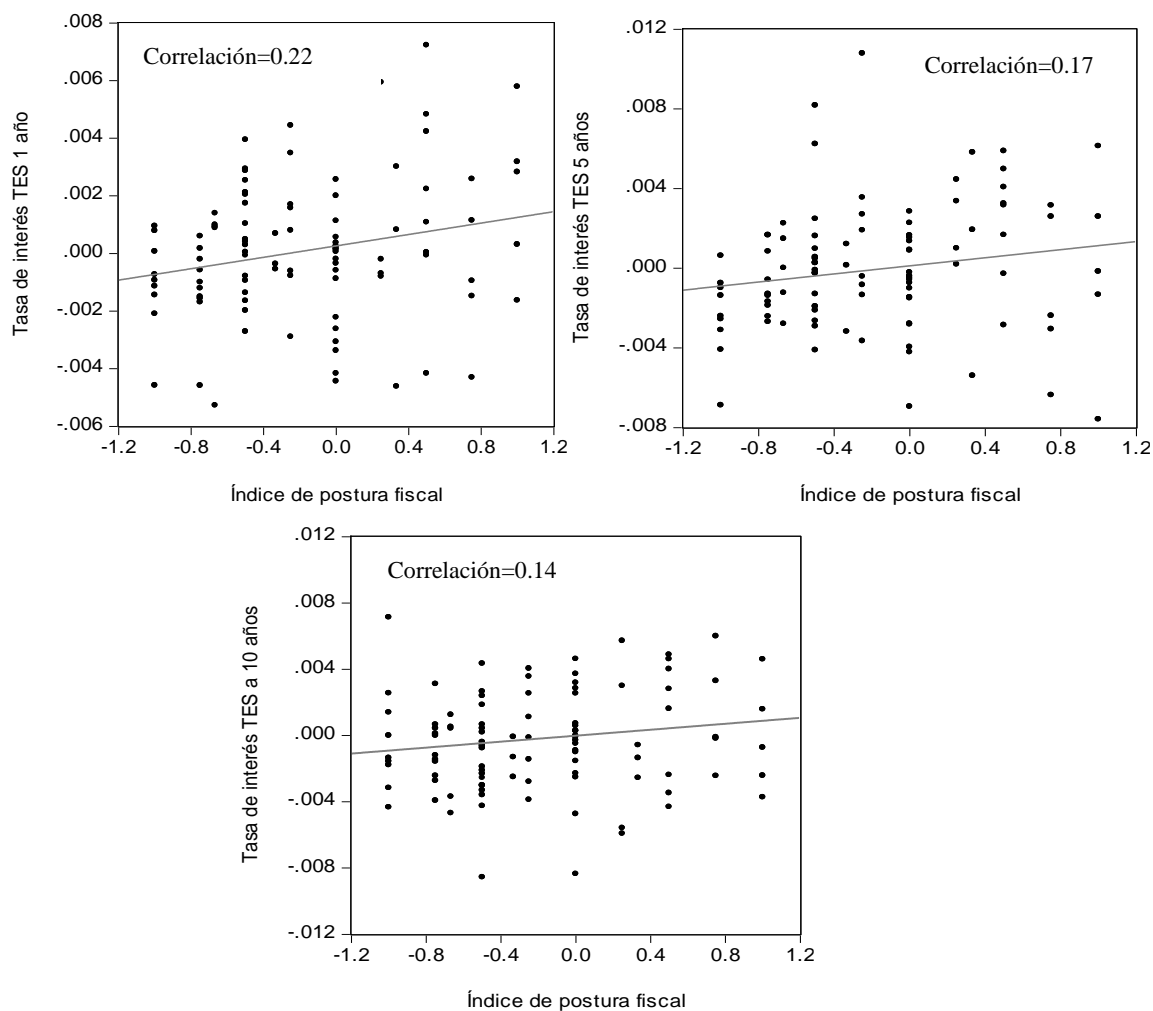 Correlación=0.22
Tasa de interés TES 1 año
.008
.006
.004
.002
.000
-.002
-.004
-.006
-1.2 -0.8 -0.4 0.0 0.4 0.8 1.2
Índice de postura fiscal
Correlación=0.17
Tasa de interés TES 5 años
.012
.008
.004
.000
-.004
-.008
-1.2 -0.8 -0.4 0.0 0.4 0.8 1.2
Índice de postura fiscal
Correlación=0.14
Tasa de interés TES a 10 años
.012
.008
.004
.000
-.004
-.008
-.012
-1.2 -0.8 -0.4 0.0 0.4 0.8 1.2
Índice de postura fiscal